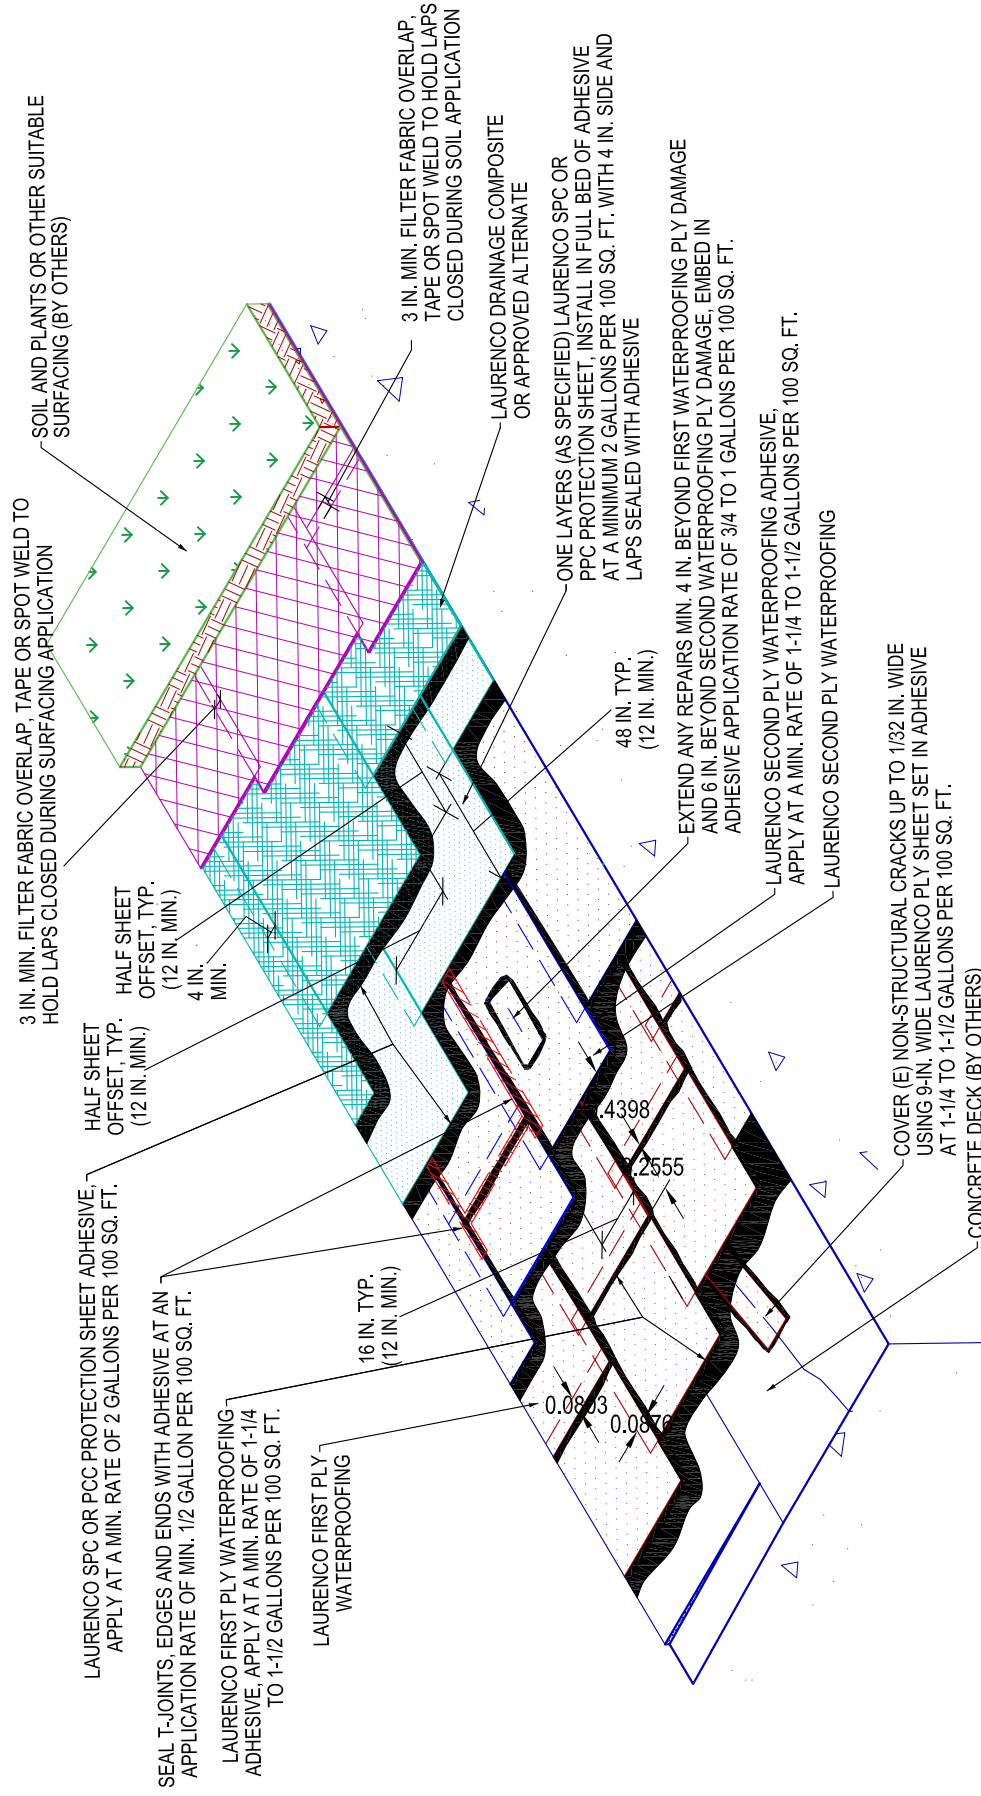 3 IN. MIN. FILTER FABRIC OVERLAP, TAPE OR SPOT WELD TO
HOLD LAPS CLOSED DURING SURFACING APPLICATION
SOIL AND PLANTS OR OTHER SUITABLE
SURFACING (BY OTHERS)
HALF SHEET
OFFSET, TYP.
(12 IN. MIN.)
HALF SHEET
OFFSET, TYP.
(12 IN. MIN.)
4 IN.
MIN.
LAURENCO SPC OR PCC PROTECTION SHEET ADHESIVE,
APPLY AT A MIN. RATE OF 2 GALLONS PER 100 SQ. FT.
SEAL T-JOINTS, EDGES AND ENDS WITH ADHESIVE AT AN
APPLICATION RATE OF MIN. 1/2 GALLON PER 100 SQ. FT.
LAURENCO FIRST PLY WATERPROOFING
ADHESIVE, APPLY AT A MIN. RATE OF 1-1/4
TO 1-1/2 GALLONS PER 100 SQ. FT.
LAURENCO FIRST PLY
WATERPROOFING
16 IN. TYP.
(12 IN. MIN.)
0.0803
0.0876
.4398
.2555
3 IN. MIN. FILTER FABRIC OVERLAP,
TAPE OR SPOT WELD TO HOLD LAPS
CLOSED DURING SOIL APPLICATION
LAURENCO DRAINAGE COMPOSITE
OR APPROVED ALTERNATE
ONE LAYERS (AS SPECIFIED) LAURENCO SPC OR
PPC PROTECTION SHEET, INSTALL IN FULL BED OF ADHESIVE
AT A MINIMUM 2 GALLONS PER 100 SQ. FT. WITH 4 IN. SIDE AND
LAPS SEALED WITH ADHESIVE
48 IN. TYP.
(12 IN. MIN.)
EXTEND ANY REPAIRS MIN. 4 IN. BEYOND FIRST WATERPROOFING PLY DAMAGE
AND 6 IN. BEYOND SECOND WATERPROOFING PLY DAMAGE, EMBED IN
ADHESIVE APPLICATION RATE OF 3/4 TO 1 GALLONS PER 100 SQ. FT.
LAURENCO SECOND PLY WATERPROOFING ADHESIVE,
APPLY AT A MIN. RATE OF 1-1/4 TO 1-1/2 GALLONS PER 100 SQ. FT.
LAURENCO SECOND PLY WATERPROOFING
COVER (E) NON-STRUCTURAL CRACKS UP TO 1/32 IN. WIDE
USING 9-IN. WIDE LAURENCO PLY SHEET SET IN ADHESIVE
AT 1-1/4 TO 1-1/2 GALLONS PER 100 SQ. FT.
CONCRETE DECK (BY OTHERS)